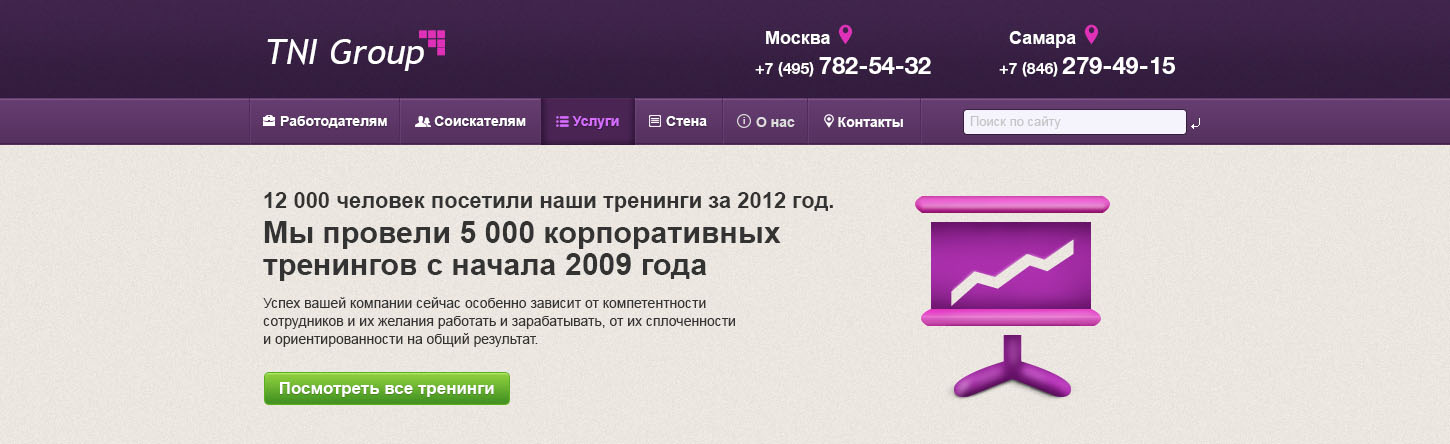 TNI Group
Москва
+7 (495) 782-54-32
Самара
+7 (846) 279-49-15
Работодателям
Соискателям
Услуги
Стена
О нас
Контакты
Поиск по сайту
12 000 человек посетили наши тренинги за 2012 год.
Мы провели 5 000 корпоративных
тренингов с начала 2009 года
Успех вашей компании сейчас особенно зависит от компетентности
сотрудников и их желания работать и зарабатывать, от их сплоченности
и ориентированности на общий результат.
Посмотреть все тренинги